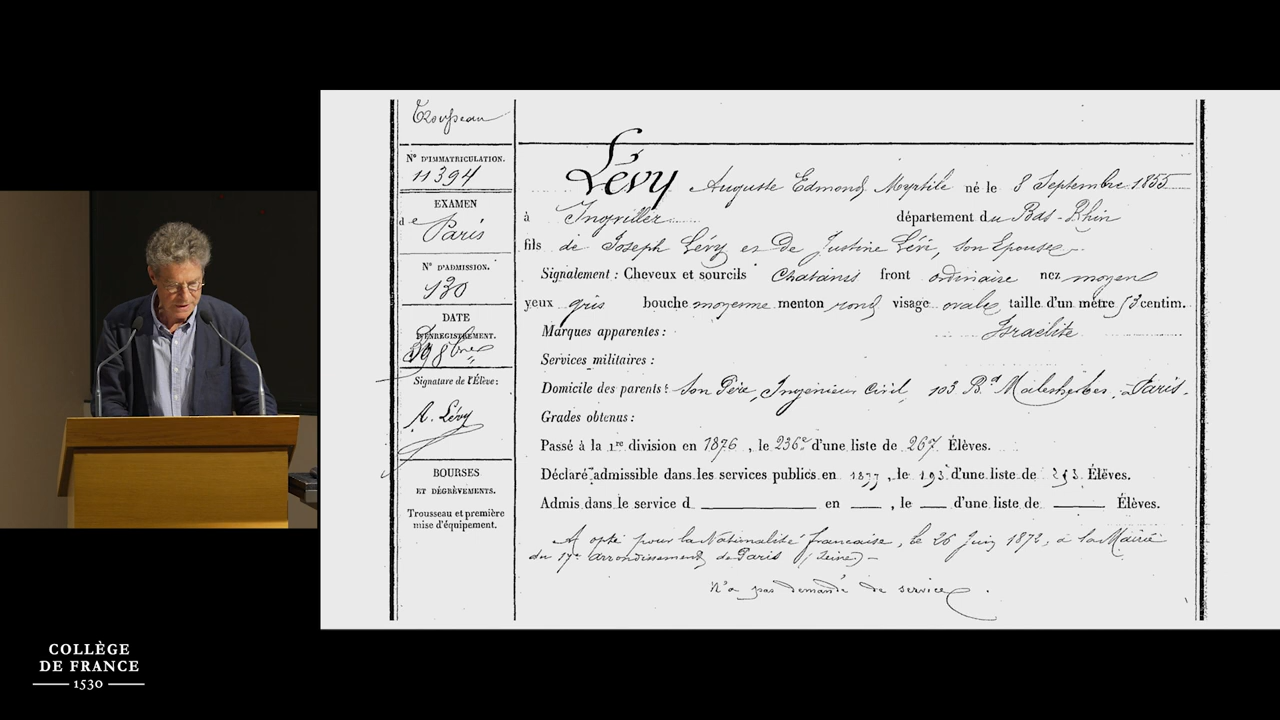 Trousseau
N° D'IMMATRICULATION.
11394
EXAMEN
de Paris
N° D'ADMISSION.
130
DATE
D'ENREGISTREMENT.
Signature de l'Élève:
A. Lévy
BOURSES
ET DÉGRÈVEMENTS.
Trousseau et première
mise d'équipement.
Lévy Auguste Edmond Myrtile né le 8 Septembre 1855
à Ingwiller département du Bas-Rhin
fils de Joseph Lévy et de Justine Lévi, son Epouse
Signalement: Cheveux et sourcils Chatains front ordinaire nez moyen
yeux gris bouche moyenne menton rond visage ovale taille d'un mètre 53 centim.
Marques apparentes: Israélite
Services militaires:
Domicile des parents: son Père, Ingénieur Civil, 103 Bd Malesherbes, Paris.
Grades obtenus:
Passé à la 1re division en 1876, le 236e d'une liste de 267 Élèves.
Déclaré admissible dans les services publics en 1877, le 193e d'une liste de 253 Élèves.
Admis dans le service d en , le d'une liste de Élèves.
A opté pour la Nationalité française, le 26 Juin 1872, à la Mairie
du 17e arrondissement de Paris (Seine)
N'a pas demandé de service.
COLLÈGE
DE FRANCE
1530